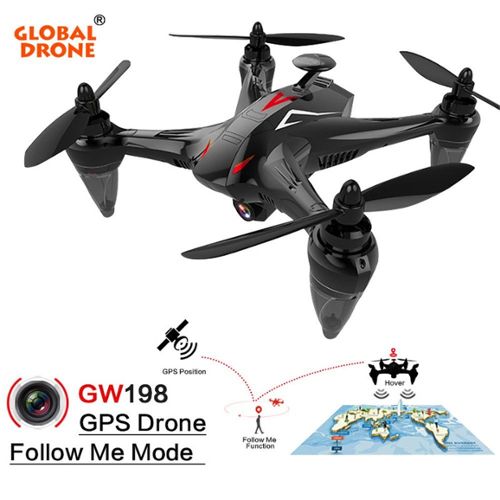 GLOBAL ®
DRONE
GPS Position
Hover
Follow Me
Function
GW198
GPS Drone
Follow Me Mode